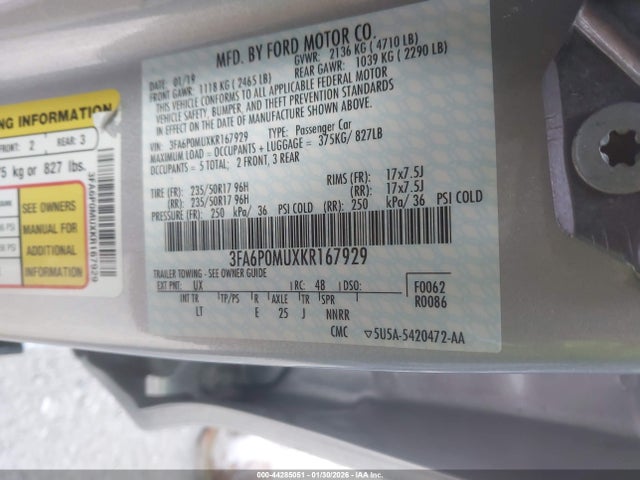 MFD. BY FORD MOTOR CO.
DATE: 01/19 GVWR: 2136 KG ( 4710 LB)
FRONT GAWR: 1118 KG ( 2465 LB) REAR GAWR: 1039 KG ( 2290 LB)
THIS VEHICLE CONFORMS TO ALL APPLICABLE FEDERAL MOTOR
VEHICLE SAFETY, BUMPER, AND THEFT PREVENTION STANDARDS
IN EFFECT ON THE DATE OF MANUFACTURE SHOWN ABOVE.
VIN: 3FA6P0MUXKR167929 TYPE: Passenger Car
MAXIMUM LOAD = OCCUPANTS + LUGGAGE = 375KG/ 827LB
OCCUPANTS = 5 TOTAL; 2 FRONT, 3 REAR
TIRE (FR): 235/50R17 96H RIMS (FR): 17x7.5J
(RR): 235/50R17 96H (RR): 17x7.5J
PRESSURE (FR): 250 kPa/ 36 PSI COLD (RR): 250 kPa/ 36 PSI COLD
3FA6P0MUXKR167929
TRAILER TOWING - SEE OWNER GUIDE
EXT PNT: UX RC: 48 DSO: F0062
R0086
INT TR TP/PS R AXLE TR SPR
LT E 25 J NNRR
CMC 5U5A-5420472-AA
NG INFORMATION
FRONT: 2 REAR: 3
75 kg or 827 lbs.
SEE OWNERS
MANUAL FOR
ADDITIONAL
INFORMATION
3FA6P0MUXKR167929
000-44285051 - 01/30/2026 - IAAI, Inc.